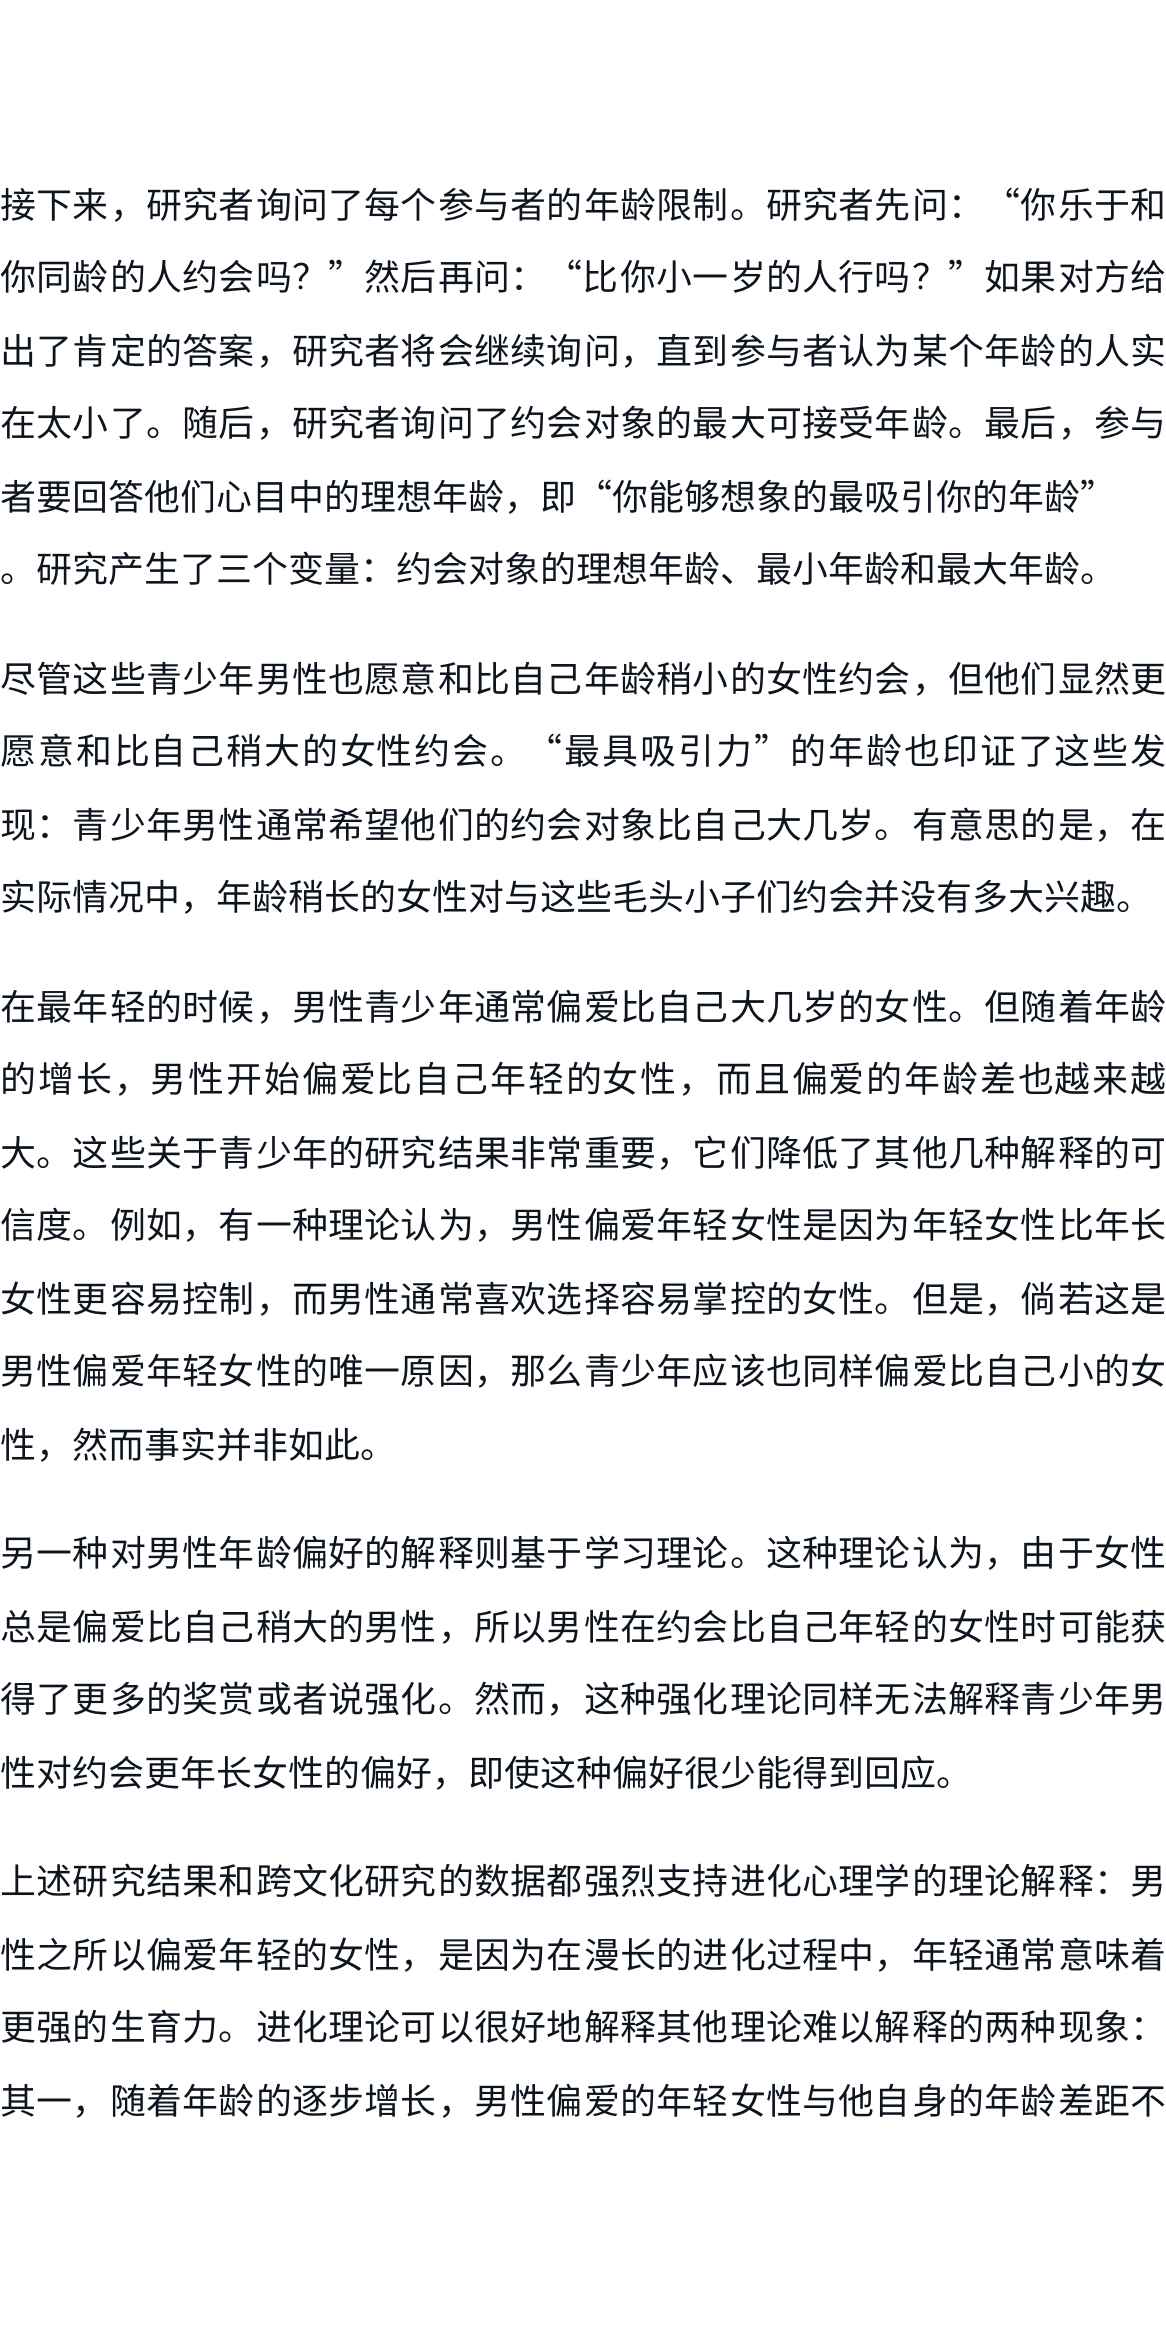 接下来，研究者询问了每个参与者的年龄限制。研究者先问：“你乐于和
你同龄的人约会吗？”然后再问：“比你小一岁的人行吗？”如果对方给
出了肯定的答案，研究者将会继续询问，直到参与者认为某个年龄的人实
在太小了。随后，研究者询问了约会对象的最大可接受年龄。最后，参与
者要回答他们心目中的理想年龄，即“你能够想象的最吸引你的年龄”
。研究产生了三个变量：约会对象的理想年龄、最小年龄和最大年龄。
尽管这些青少年男性也愿意和比自己年龄稍小的女性约会，但他们显然更
愿意和比自己稍大的女性约会。“最具吸引力”的年龄也印证了这些发
现：青少年男性通常希望他们的约会对象比自己大几岁。有意思的是，在
实际情况中，年龄稍长的女性对与这些毛头小子们约会并没有多大兴趣。
在最年轻的时候，男性青少年通常偏爱比自己大几岁的女性。但随着年龄
的增长，男性开始偏爱比自己年轻的女性，而且偏爱的年龄差也越来越
大。这些关于青少年的研究结果非常重要，它们降低了其他几种解释的可
信度。例如，有一种理论认为，男性偏爱年轻女性是因为年轻女性比年长
女性更容易控制，而男性通常喜欢选择容易掌控的女性。但是，倘若这是
男性偏爱年轻女性的唯一原因，那么青少年应该也同样偏爱比自己小的女
性，然而事实并非如此。
另一种对男性年龄偏好的解释则基于学习理论。这种理论认为，由于女性
总是偏爱比自己稍大的男性，所以男性在约会比自己年轻的女性时可能获
得了更多的奖赏或者说强化。然而，这种强化理论同样无法解释青少年男
性对约会更年长女性的偏好，即使这种偏好很少能得到回应。
上述研究结果和跨文化研究的数据都强烈支持进化心理学的理论解释：男
性之所以偏爱年轻的女性，是因为在漫长的进化过程中，年轻通常意味着
更强的生育力。进化理论可以很好地解释其他理论难以解释的两种现象：
其一，随着年龄的逐步增长，男性偏爱的年轻女性与他自身的年龄差距不